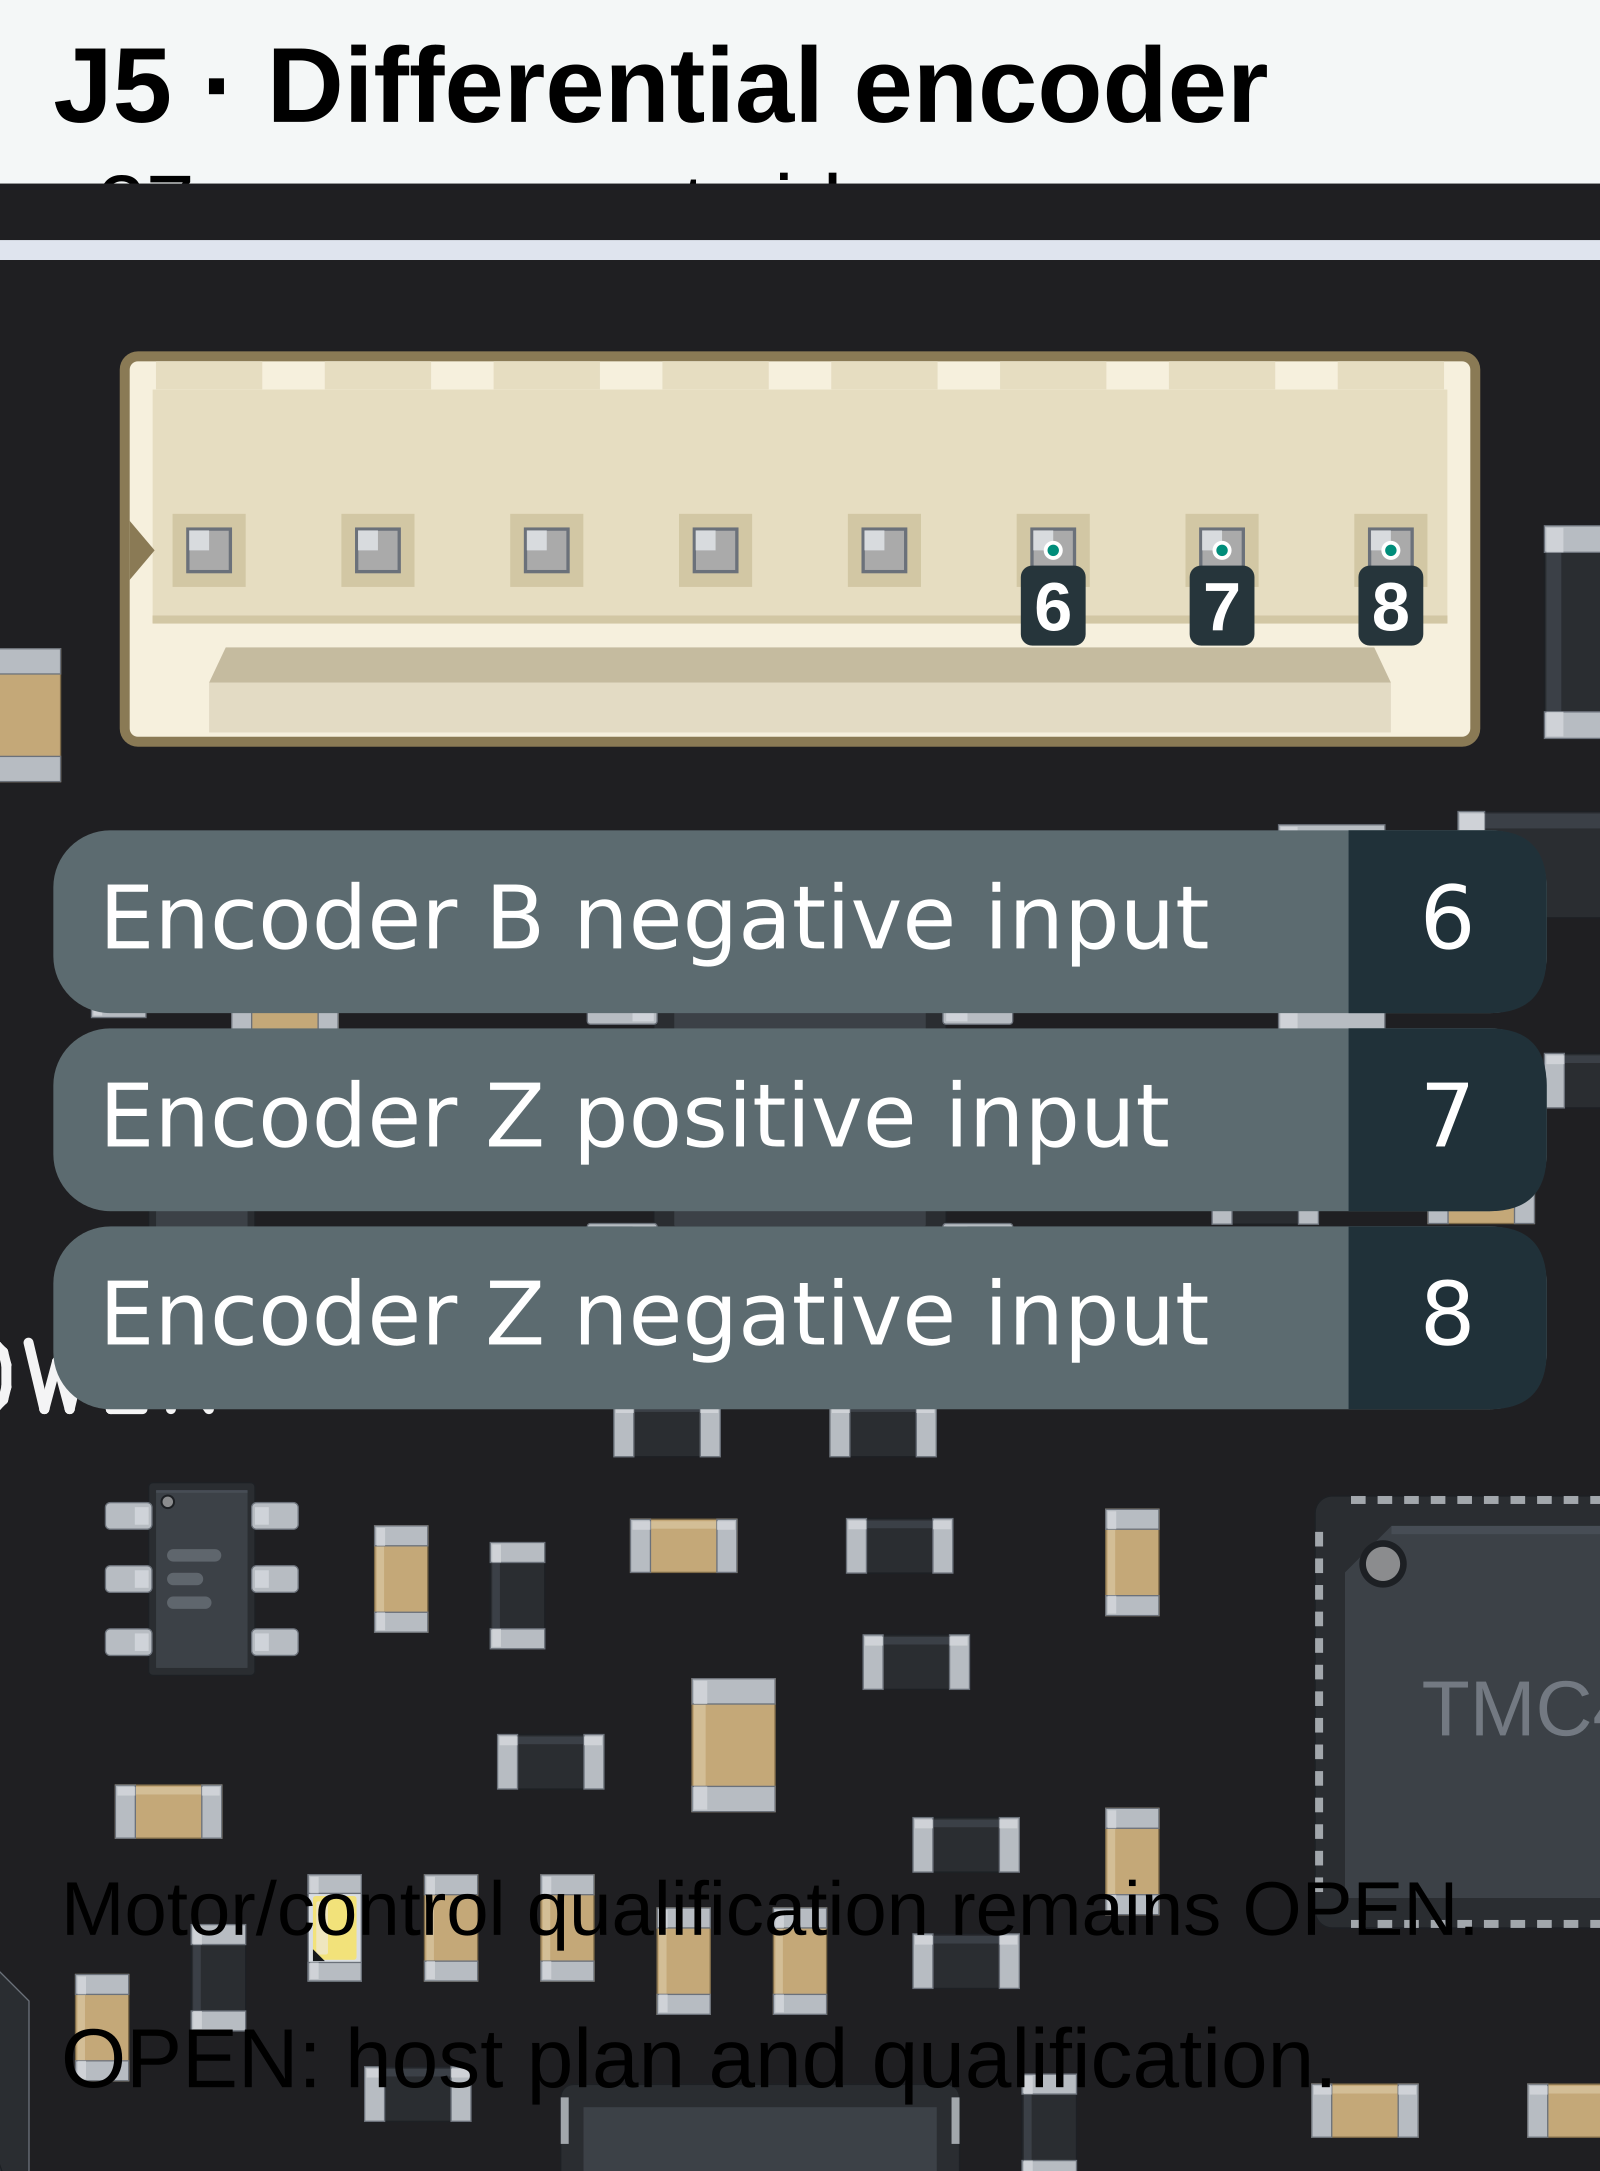 J5 · Differential encoder
6 7 8
Encoder B negative input 6
Encoder Z positive input 7
Encoder Z negative input 8
Motor/control qualification remains OPEN.
OPEN: host plan and qualification.